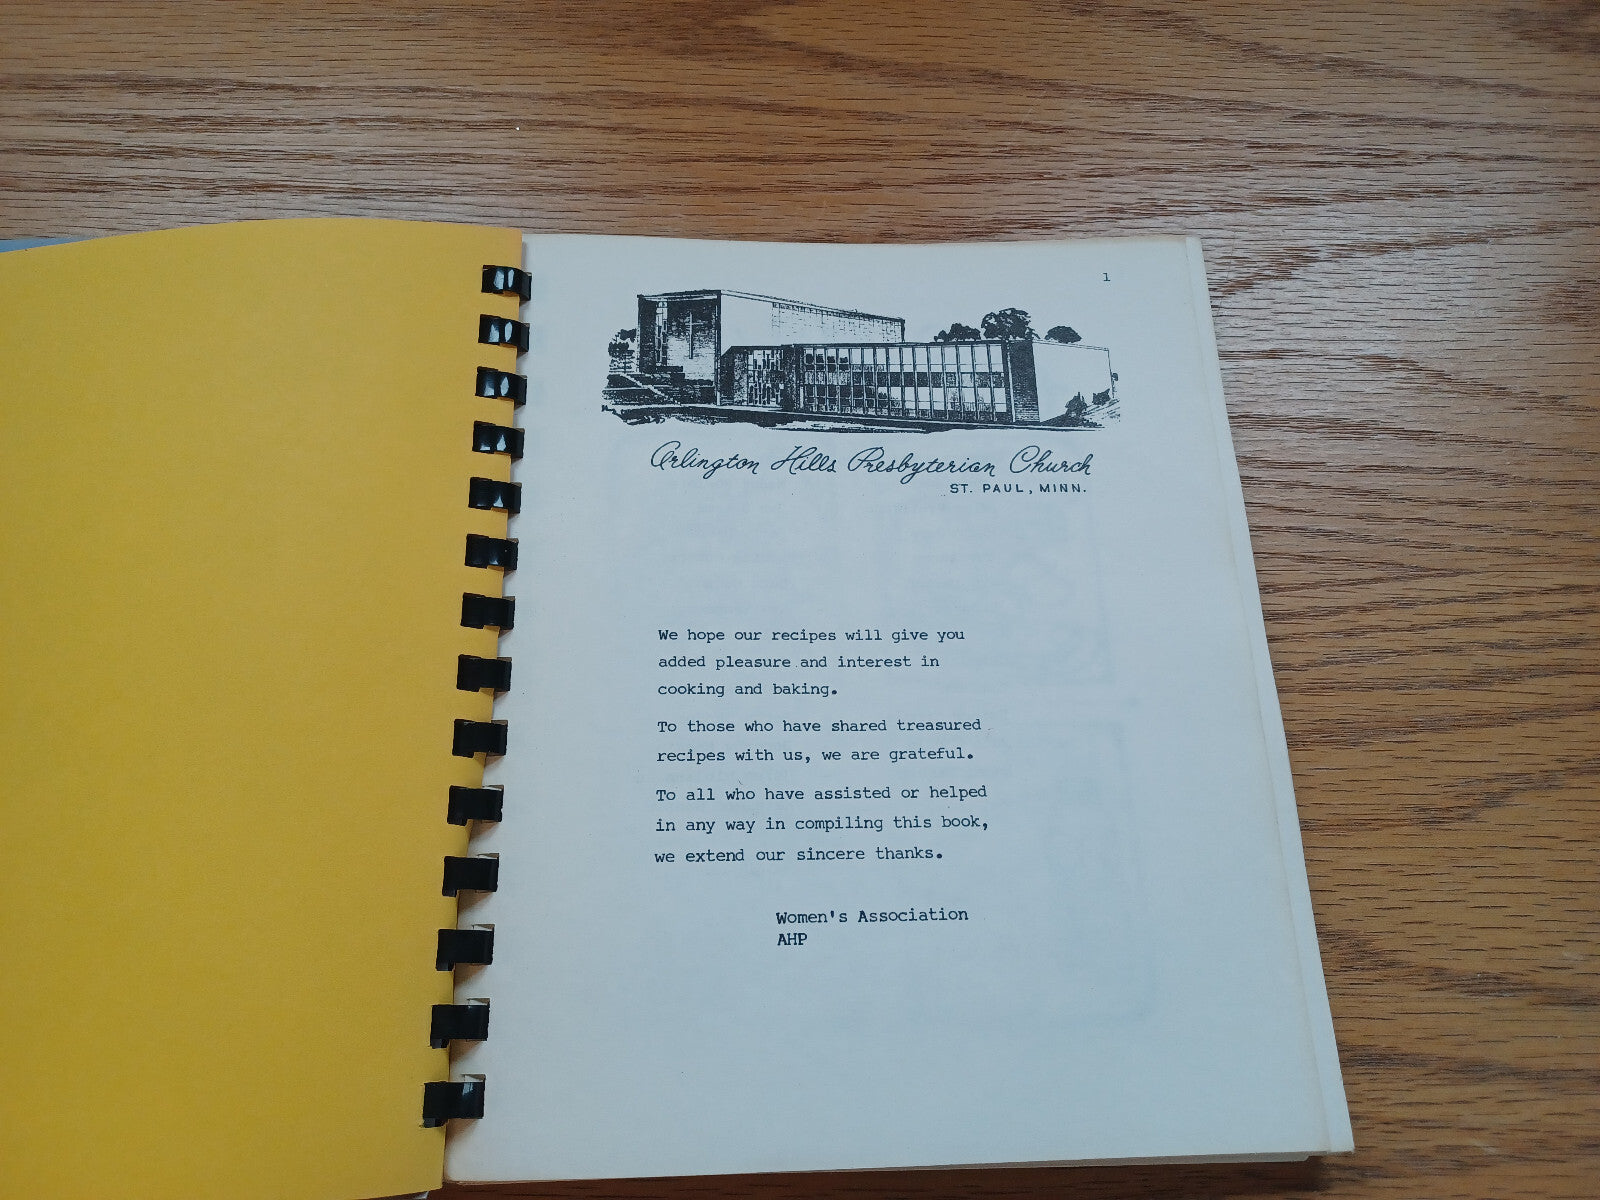 1
Arlington Hills Presbyterian Church
ST. PAUL, MINN.
We hope our recipes will give you
added pleasure and interest in
cooking and baking.
To those who have shared treasured
recipes with us, we are grateful.
To all who have assisted or helped
in any way in compiling this book,
we extend our sincere thanks.
Women's Association
AHP